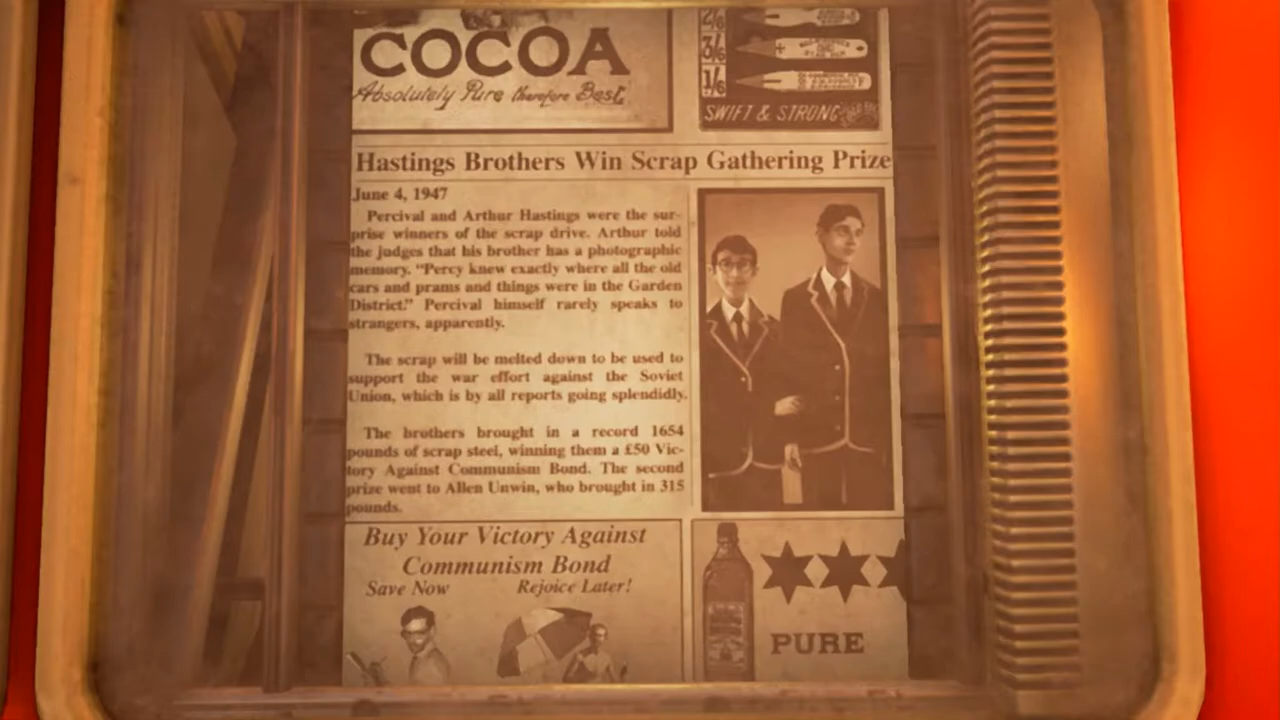 COCOA
Absolutely Pure therefore Best
2/6
3/6
1/6
SWIFT & STRONG
Hastings Brothers Win Scrap Gathering Prize
June 4, 1947
Percival and Arthur Hastings were the sur-
prise winners of the scrap drive. Arthur told
the judges that his brother has a photographic
memory. “Percy knew exactly where all the old
cars and prams and things were in the Garden
District.” Percival himself rarely speaks to
strangers, apparently.
The scrap will be melted down to be used to
support the war effort against the Soviet
Union, which is by all reports going splendidly.
The brothers brought in a record 1654
pounds of scrap steel, winning them a £50 Vic-
tory Against Communism Bond. The second
prize went to Allen Unwin, who brought in 315
pounds.
Buy Your Victory Against
Communism Bond
Save Now Rejoice Later!
PURE